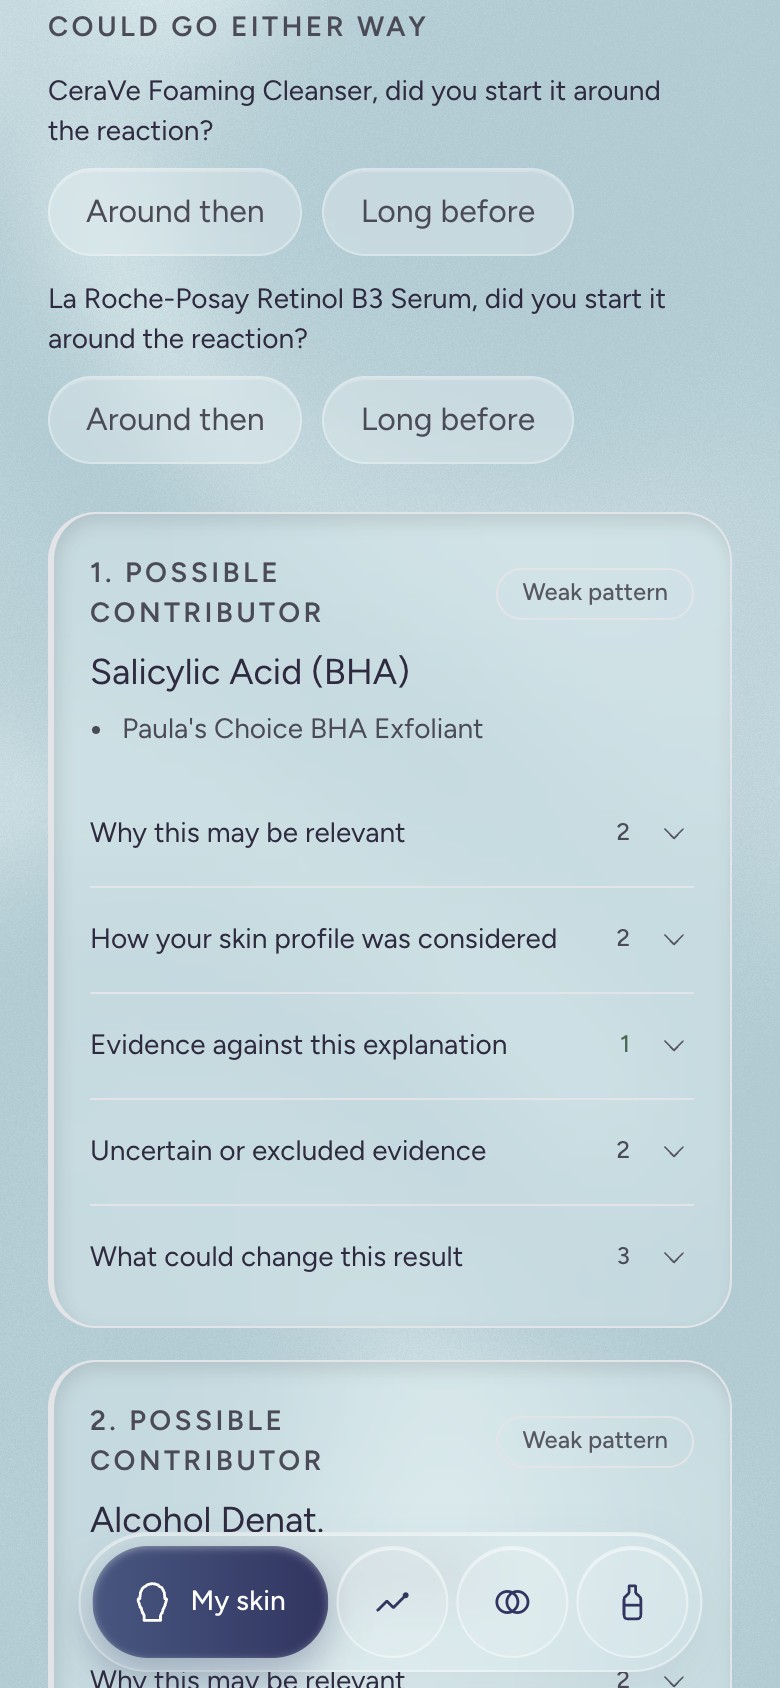 COULD GO EITHER WAY
CeraVe Foaming Cleanser, did you start it around
the reaction?
Around then
Long before
La Roche-Posay Retinol B3 Serum, did you start it
around the reaction?
Around then
Long before
1. POSSIBLE
CONTRIBUTOR
Weak pattern
Salicylic Acid (BHA)
• Paula's Choice BHA Exfoliant
Why this may be relevant 2
How your skin profile was considered 2
Evidence against this explanation 1
Uncertain or excluded evidence 2
What could change this result 3
2. POSSIBLE
CONTRIBUTOR
Weak pattern
Alcohol Denat.
My skin
Why this may be relevant 2